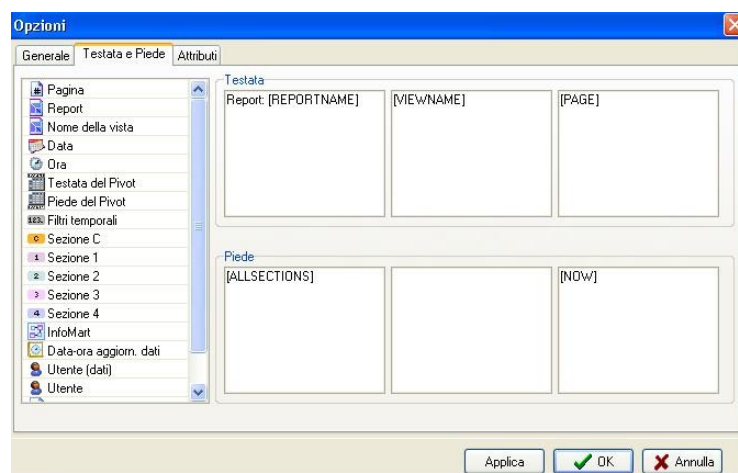 Opzioni
Generale
Testata e Piede
Attributi
Pagina
Report
Nome della vista
Data
Ora
Testata del Pivot
Piede del Pivot
Filtri temporali
Sezione C
Sezione 1
Sezione 2
Sezione 3
Sezione 4
InfoMart
Data-ora aggiorn. dati
Utente (dati)
Utente
Testata
Report: [REPORTNAME]
[VIEWNAME]
[PAGE]
Piede
[ALLSECTIONS]
[NOW]
Applica
OK
Annulla